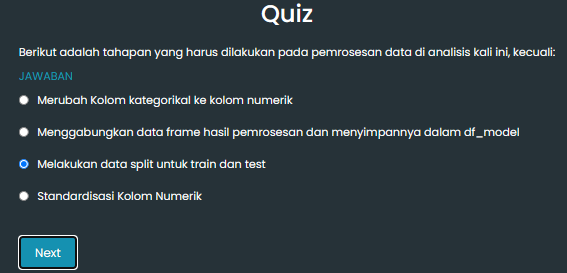 Quiz
Berikut adalah tahapan yang harus dilakukan pada pemrosesan data di analisis kali ini, kecuali:
JAWABAN
Merubah Kolom kategorikal ke kolom numerik
Menggabungkan data frame hasil pemrosesan dan menyimpannya dalam df_model
Melakukan data split untuk train dan test
Standardisasi Kolom Numerik
Next